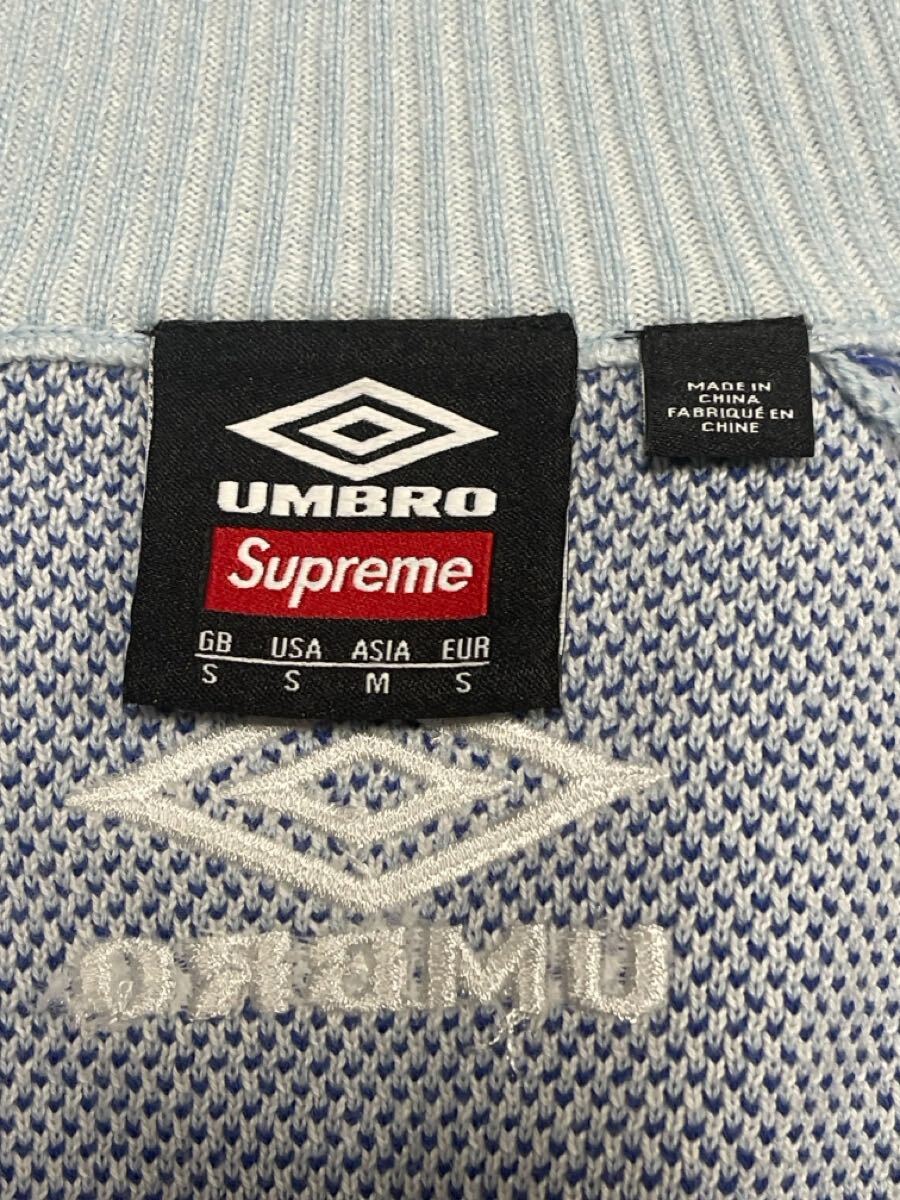 UMBRO
Supreme
GB USA ASIA EUR
S S M S
MADE IN
CHINA
FABRIQUÉ EN
CHINE
UMBRO